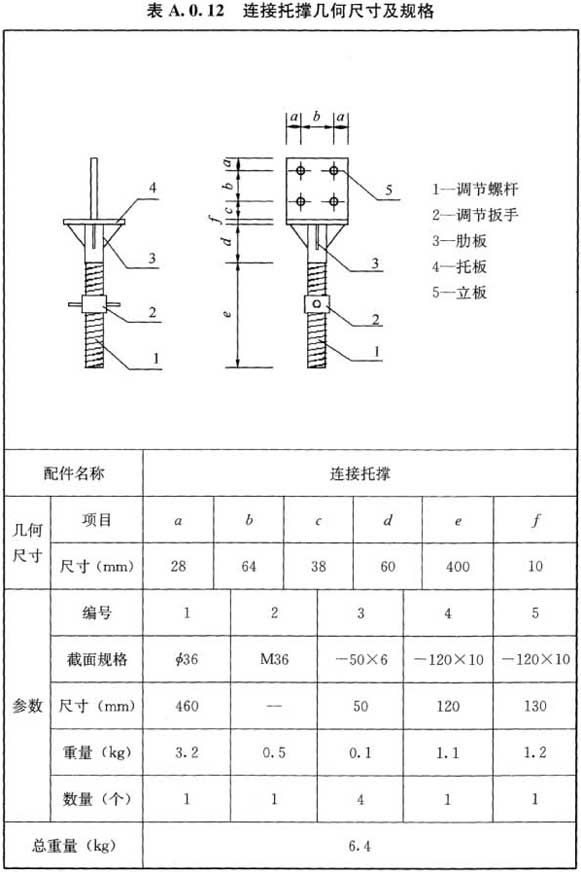 表 A.0.12 连接托撑几何尺寸及规格
a b a
a
b
c
f
d
e
4
3
2
1
5
3
2
1
1—调节螺杆
2—调节扳手
3—肋板
4—托板
5—立板
配件名称 连接托撑
几何尺寸 项目 a b c d e f
尺寸(mm) 28 64 38 60 400 10
参数 编号 1 2 3 4 5
截面规格 ϕ36 M36 —50×6 —120×10 —120×10
尺寸(mm) 460 — 50 120 130
重量(kg) 3.2 0.5 0.1 1.1 1.2
数量(个) 1 1 4 1 1
总重量(kg) 6.4